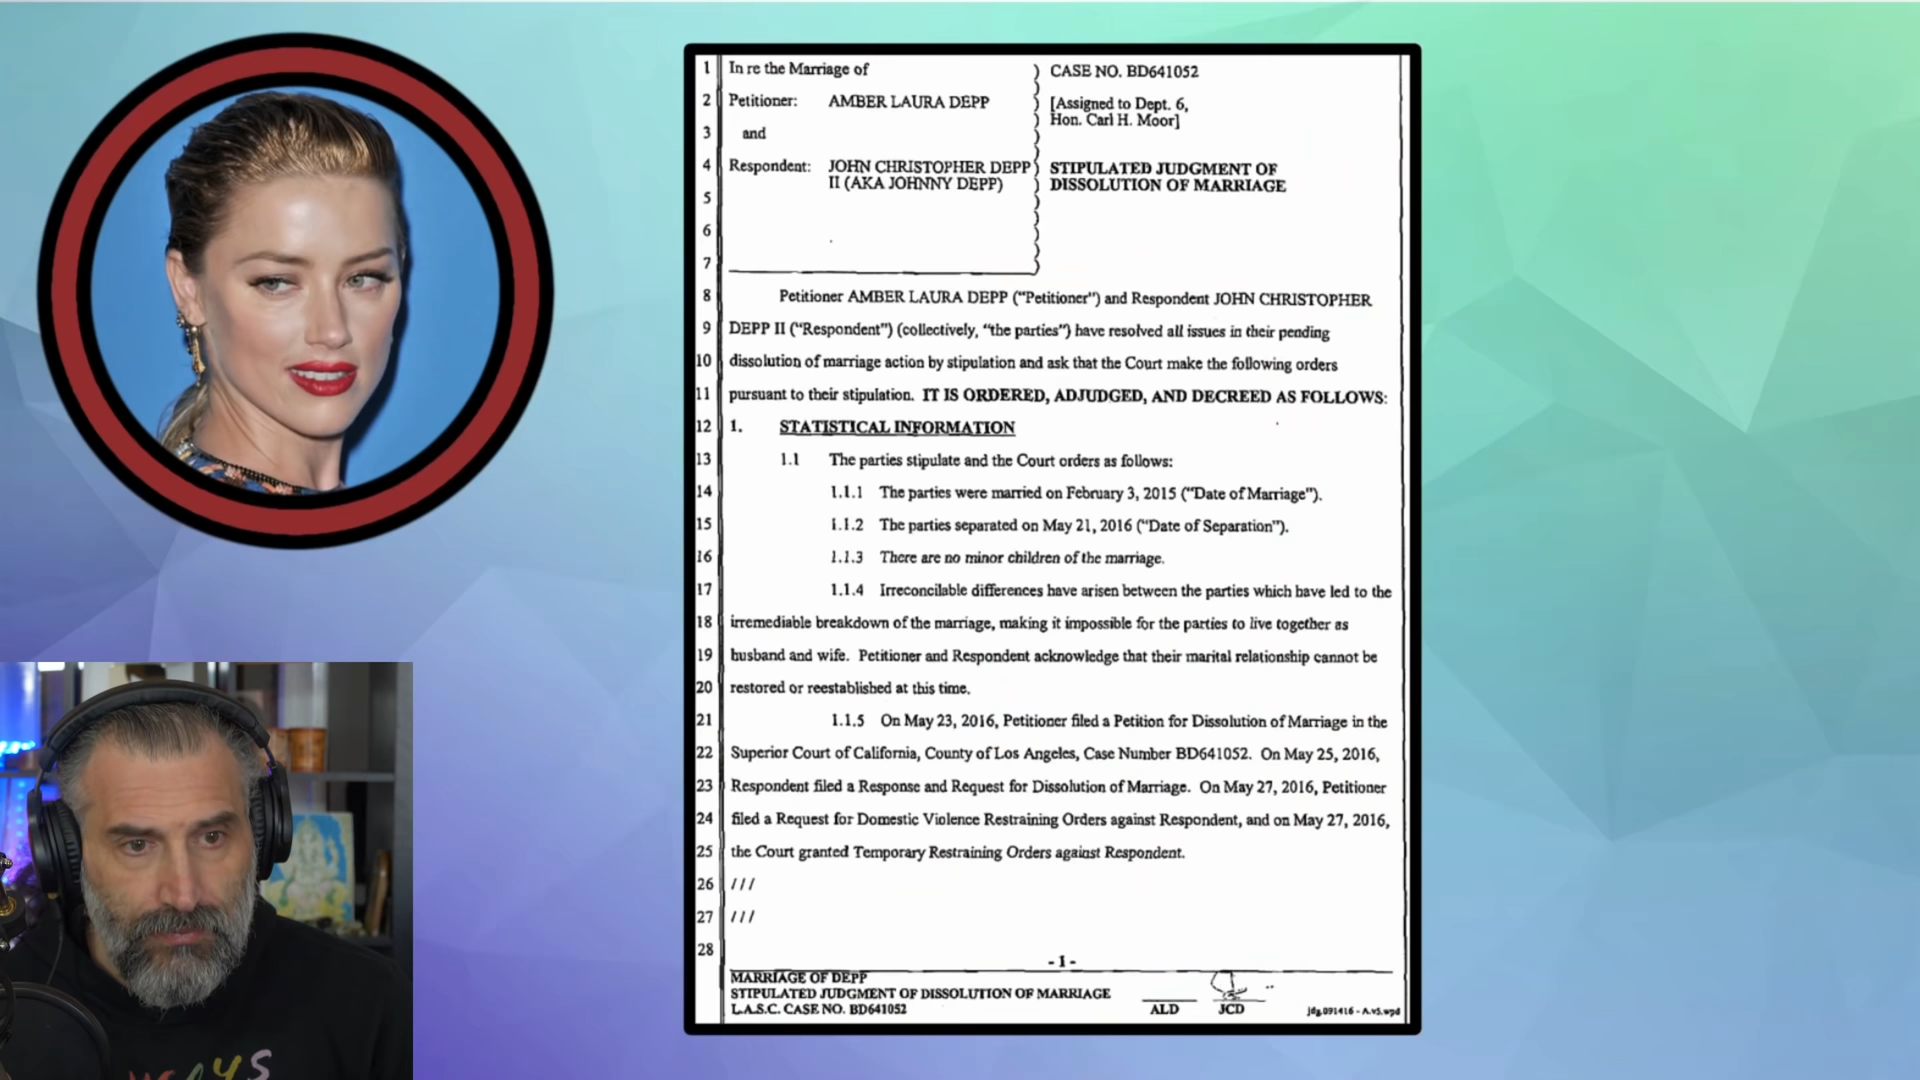 1 In re the Marriage of
2 Petitioner: AMBER LAURA DEPP
3 and
4 Respondent: JOHN CHRISTOPHER DEPP
II (AKA JOHNNY DEPP)
5
6
7
CASE NO. BD641052
[Assigned to Dept. 6,
Hon. Carl H. Moor]
STIPULATED JUDGMENT OF
DISSOLUTION OF MARRIAGE
8 Petitioner AMBER LAURA DEPP (“Petitioner”) and Respondent JOHN CHRISTOPHER
9 DEPP II (“Respondent”) (collectively, “the parties”) have resolved all issues in their pending
10 dissolution of marriage action by stipulation and ask that the Court make the following orders
11 pursuant to their stipulation. IT IS ORDERED, ADJUDGED, AND DECREED AS FOLLOWS:
12 1. STATISTICAL INFORMATION
13 1.1 The parties stipulate and the Court orders as follows:
14 1.1.1 The parties were married on February 3, 2015 (“Date of Marriage”).
15 1.1.2 The parties separated on May 21, 2016 (“Date of Separation”).
16 1.1.3 There are no minor children of the marriage.
17 1.1.4 Irreconcilable differences have arisen between the parties which have led to the
18 irremediable breakdown of the marriage, making it impossible for the parties to live together as
19 husband and wife. Petitioner and Respondent acknowledge that their marital relationship cannot be
20 restored or reestablished at this time.
21 1.1.5 On May 23, 2016, Petitioner filed a Petition for Dissolution of Marriage in the
22 Superior Court of California, County of Los Angeles, Case Number BD641052. On May 25, 2016,
23 Respondent filed a Response and Request for Dissolution of Marriage. On May 27, 2016, Petitioner
24 filed a Request for Domestic Violence Restraining Orders against Respondent, and on May 27, 2016,
25 the Court granted Temporary Restraining Orders against Respondent.
26 ///
27 ///
28
- 1 -
MARRIAGE OF DEPP
STIPULATED JUDGMENT OF DISSOLUTION OF MARRIAGE
L.A.S.C. CASE NO. BD641052
ALD JCD
jdg.091416 - A.v5.wpd